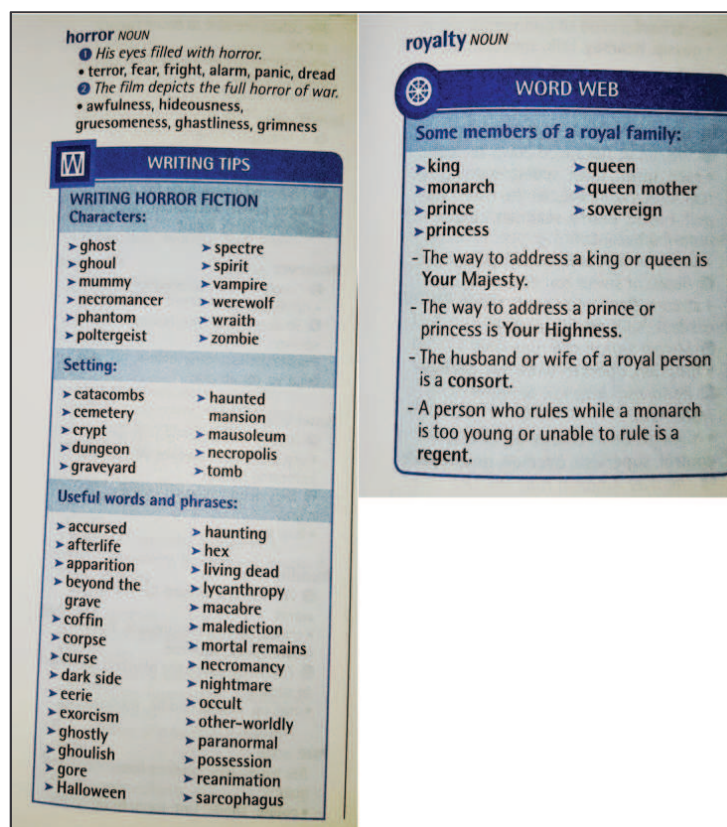 horror NOUN
❶ His eyes filled with horror.
• terror, fear, fright, alarm, panic, dread
❷ The film depicts the full horror of war.
• awfulness, hideousness,
gruesomeness, ghastliness, grimness
W WRITING TIPS
WRITING HORROR FICTION
Characters:
➤ ghost
➤ ghoul
➤ mummy
➤ necromancer
➤ phantom
➤ poltergeist
➤ spectre
➤ spirit
➤ vampire
➤ werewolf
➤ wraith
➤ zombie
Setting:
➤ catacombs
➤ cemetery
➤ crypt
➤ dungeon
➤ graveyard
➤ haunted
mansion
➤ mausoleum
➤ necropolis
➤ tomb
Useful words and phrases:
➤ accursed
➤ afterlife
➤ apparition
➤ beyond the
grave
➤ coffin
➤ corpse
➤ curse
➤ dark side
➤ eerie
➤ exorcism
➤ ghostly
➤ ghoulish
➤ gore
➤ Halloween
➤ haunting
➤ hex
➤ living dead
➤ lycanthropy
➤ macabre
➤ malediction
➤ mortal remains
➤ necromancy
➤ nightmare
➤ occult
➤ other-worldly
➤ paranormal
➤ possession
➤ reanimation
➤ sarcophagus
royalty NOUN
WORD WEB
Some members of a royal family:
➤ king
➤ monarch
➤ prince
➤ princess
➤ queen
➤ queen mother
➤ sovereign
- The way to address a king or queen is
Your Majesty.
- The way to address a prince or
princess is Your Highness.
- The husband or wife of a royal person
is a consort.
- A person who rules while a monarch
is too young or unable to rule is a
regent.